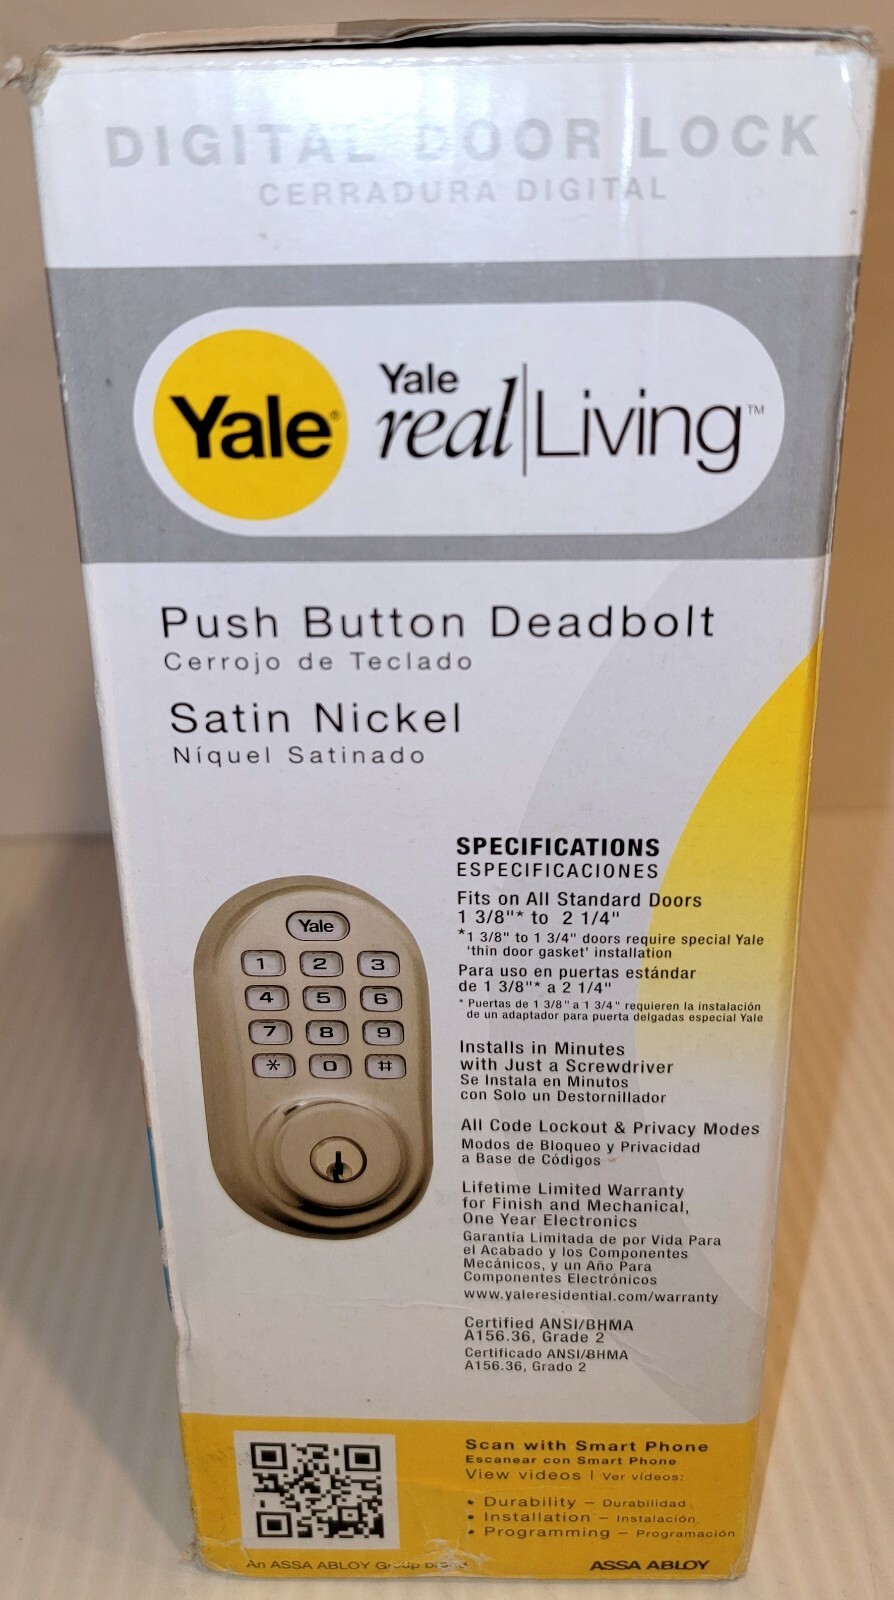 DIGITAL DOOR LOCK
CERRADURA DIGITAL
Yale®
Yale
real|Living™
Push Button Deadbolt
Cerrojo de Teclado
Satin Nickel
Níquel Satinado
Yale
1 2 3
4 5 6
7 8 9
* 0 #
SPECIFICATIONS
ESPECIFICACIONES
Fits on All Standard Doors
1 3/8"* to 2 1/4"
*1 3/8" to 1 3/4" doors require special Yale
'thin door gasket' installation
Para uso en puertas estándar
de 1 3/8"* a 2 1/4"
* Puertas de 1 3/8" a 1 3/4" requieren la instalación
de un adaptador para puerta delgadas especial Yale
Installs in Minutes
with Just a Screwdriver
Se Instala en Minutos
con Solo un Destornillador
All Code Lockout & Privacy Modes
Modos de Bloqueo y Privacidad
a Base de Códigos
Lifetime Limited Warranty
for Finish and Mechanical,
One Year Electronics
Garantía Limitada de por Vida Para
el Acabado y los Componentes
Mecánicos, y un Año Para
Componentes Electrónicos
www.yaleresidential.com/warranty
Certified ANSI/BHMA
A156.36, Grade 2
Certificado ANSI/BHMA
A156.36, Grado 2
Scan with Smart Phone
Escanear con Smart Phone
View videos | Ver vídeos:
• Durability – Durabilidad
• Installation – Instalación
• Programming – Programación
An ASSA ABLOY Group brand
ASSA ABLOY